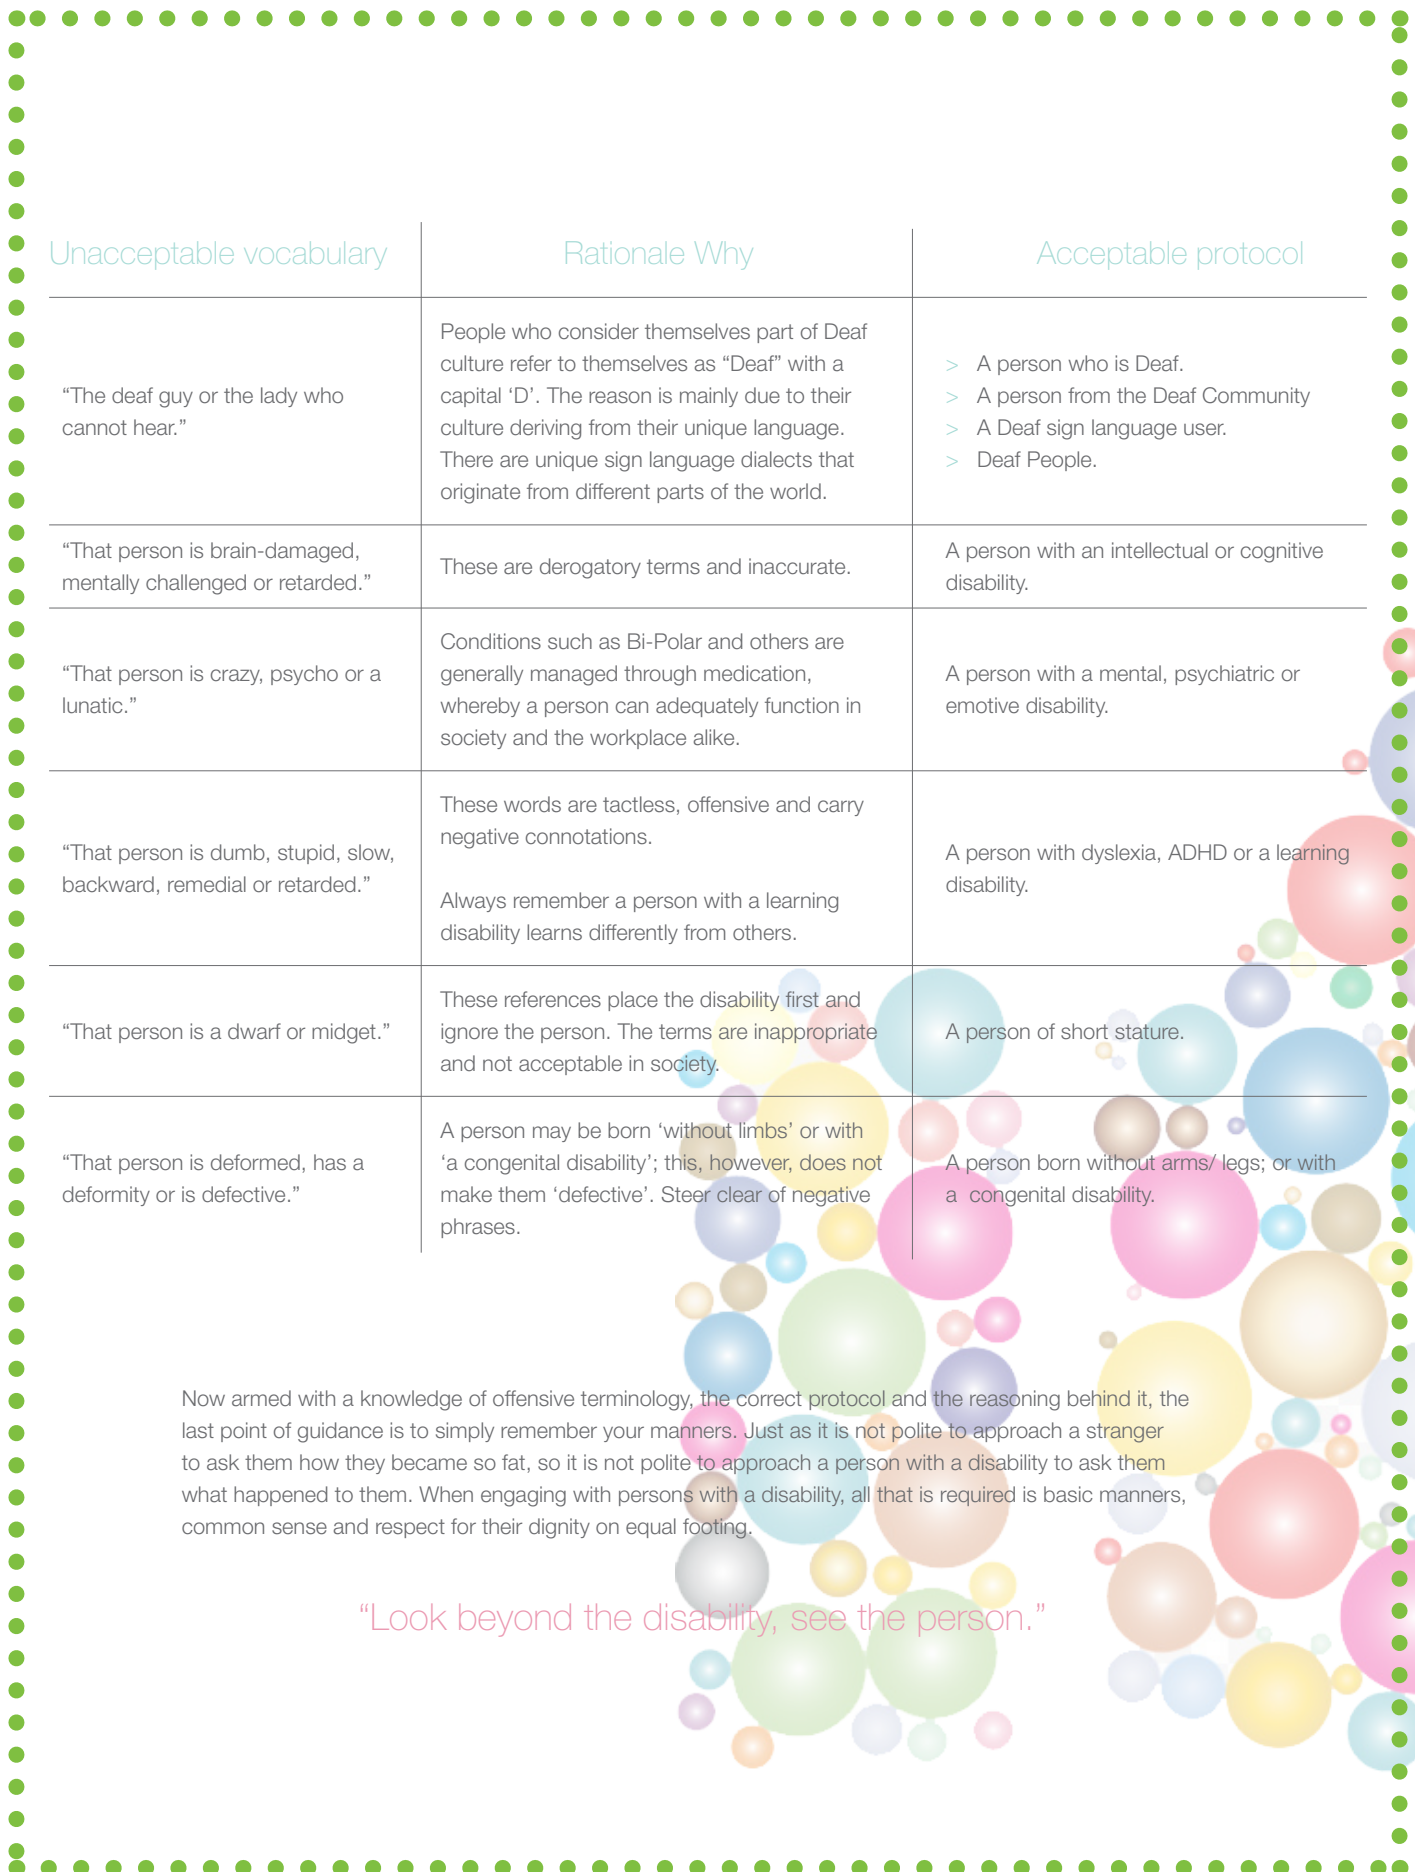 Unacceptable vocabulary
Rationale Why
Acceptable protocol
“The deaf guy or the lady who
cannot hear.”
People who consider themselves part of Deaf
culture refer to themselves as “Deaf” with a
capital ‘D’. The reason is mainly due to their
culture deriving from their unique language.
There are unique sign language dialects that
originate from different parts of the world.
> A person who is Deaf.
> A person from the Deaf Community
> A Deaf sign language user.
> Deaf People.
“That person is brain-damaged,
mentally challenged or retarded.”
These are derogatory terms and inaccurate.
A person with an intellectual or cognitive
disability.
“That person is crazy, psycho or a
lunatic.”
Conditions such as Bi-Polar and others are
generally managed through medication,
whereby a person can adequately function in
society and the workplace alike.
A person with a mental, psychiatric or
emotive disability.
“That person is dumb, stupid, slow,
backward, remedial or retarded.”
These words are tactless, offensive and carry
negative connotations.
Always remember a person with a learning
disability learns differently from others.
A person with dyslexia, ADHD or a learning
disability.
“That person is a dwarf or midget.”
These references place the disability first and
ignore the person. The terms are inappropriate
and not acceptable in society.
A person of short stature.
“That person is deformed, has a
deformity or is defective.”
A person may be born ‘without limbs’ or with
‘a congenital disability’; this, however, does not
make them ‘defective’. Steer clear of negative
phrases.
A person born without arms/ legs; or with
a  congenital disability.
Now armed with a knowledge of offensive terminology, the correct protocol and the reasoning behind it, the
last point of guidance is to simply remember your manners. Just as it is not polite to approach a stranger
to ask them how they became so fat, so it is not polite to approach a person with a disability to ask them
what happened to them. When engaging with persons with a disability, all that is required is basic manners,
common sense and respect for their dignity on equal footing.
“Look beyond the disability, see the person.”